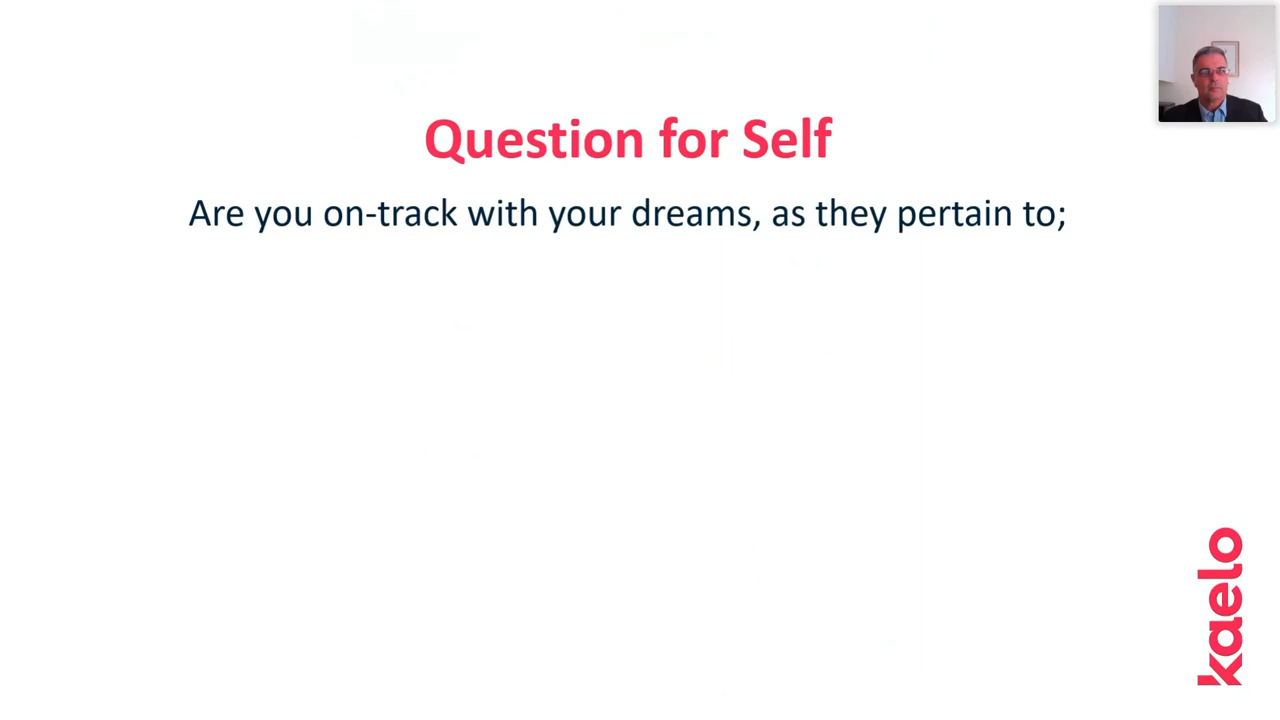 Question for Self
Are you on-track with your dreams, as they pertain to;
kaelo